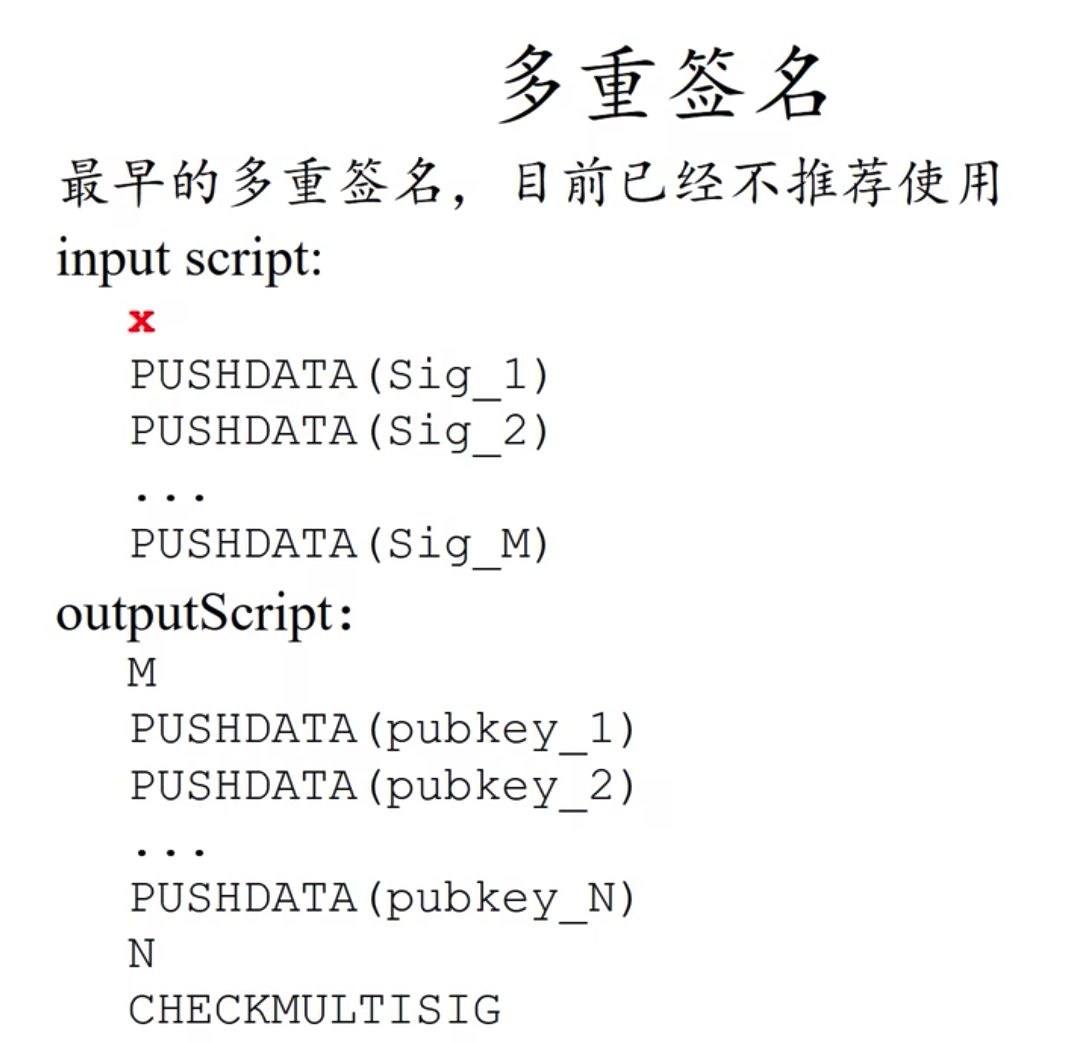 多重签名
最早的多重签名，目前已经不推荐使用
input script:
x
PUSHDATA(Sig_1)
PUSHDATA(Sig_2)
...
PUSHDATA(Sig_M)
outputScript:
M
PUSHDATA(pubkey_1)
PUSHDATA(pubkey_2)
...
PUSHDATA(pubkey_N)
N
CHECKMULTISIG